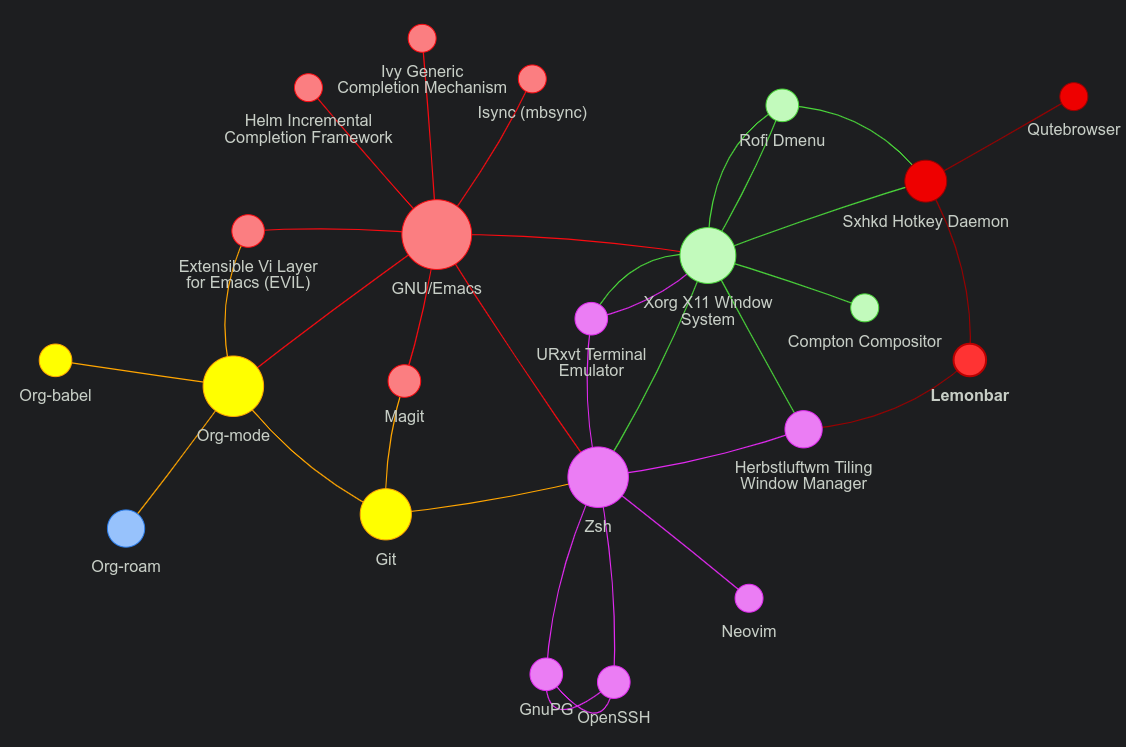 Ivy Generic
Completion Mechanism
Isync (mbsync)
Helm Incremental
Completion Framework
Qutebrowser
Rofi Dmenu
Sxhkd Hotkey Daemon
Extensible Vi Layer
for Emacs (EVIL)
GNU/Emacs
Xorg X11 Window
System
Compton Compositor
URxvt Terminal
Emulator
Org-babel
Lemonbar
Magit
Org-mode
Herbstluftwm Tiling
Window Manager
Zsh
Git
Org-roam
Neovim
GnuPG
OpenSSH